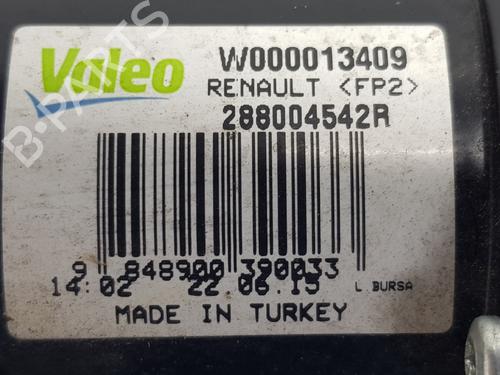 Valeo
W000013409
RENAULT <FP2>
288004542R
9 848900 390033
14:02 22.06.15 L BURSA
MADE IN TURKEY
B-PARTS